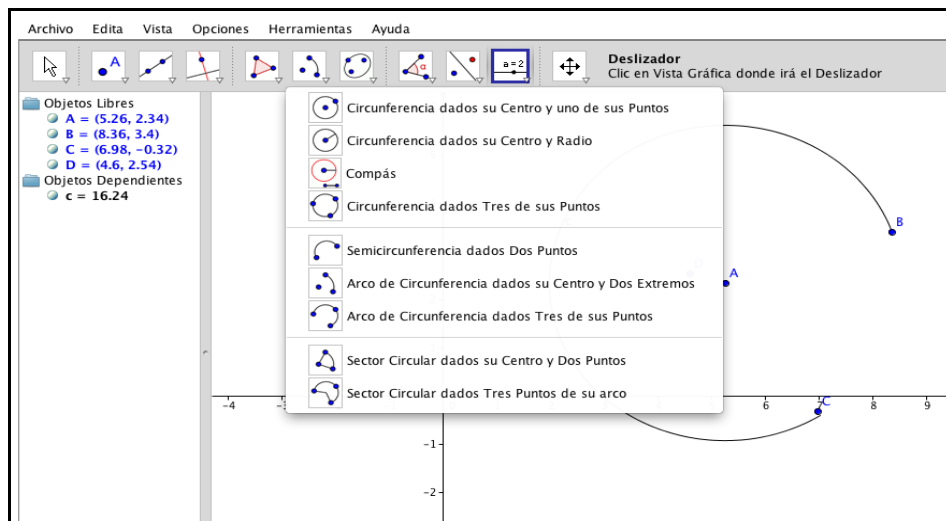 Archivo Edita Vista Opciones Herramientas Ayuda
A
α
a=2
Deslizador
Clic en Vista Gráfica donde irá el Deslizador
Objetos Libres
A = (5.26, 2.34)
B = (8.36, 3.4)
C = (6.98, -0.32)
D = (4.6, 2.54)
Objetos Dependientes
c = 16.24
Circunferencia dados su Centro y uno de sus Puntos
Circunferencia dados su Centro y Radio
Compás
Circunferencia dados Tres de sus Puntos
Semicircunferencia dados Dos Puntos
Arco de Circunferencia dados su Centro y Dos Extremos
Arco de Circunferencia dados Tres de sus Puntos
Sector Circular dados su Centro y Dos Puntos
Sector Circular dados Tres Puntos de su arco
B
A
C
-4 6 7 8 9
-1
-2